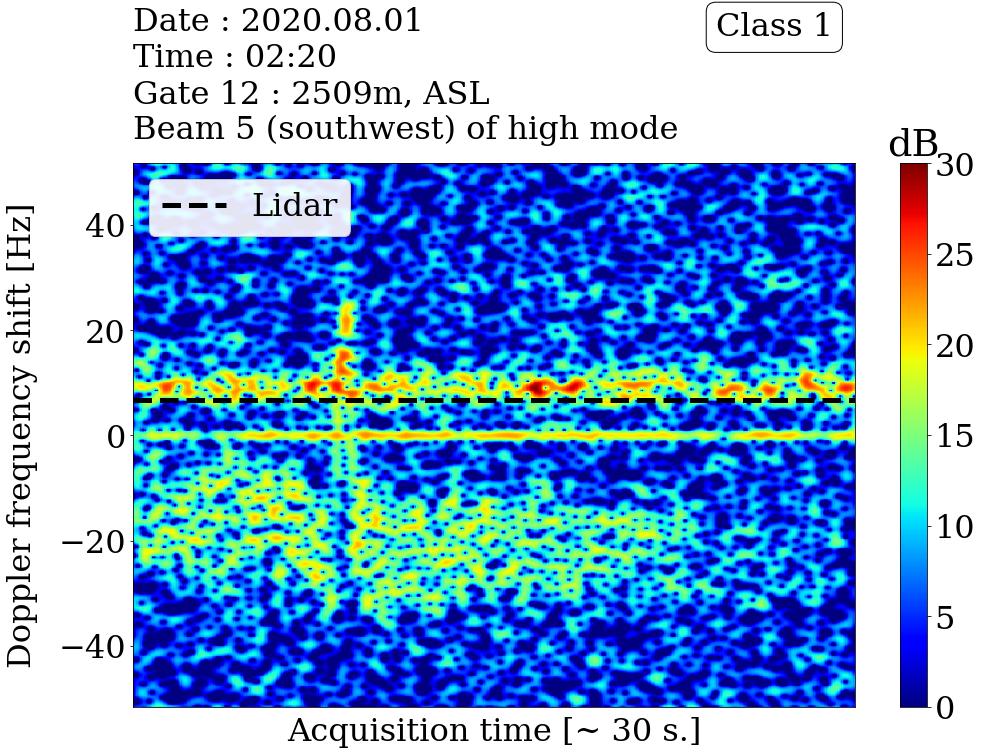 Date : 2020.08.01
Time : 02:20
Gate 12 : 2509m, ASL
Beam 5 (southwest) of high mode
Class 1
dB
Lidar
Doppler frequency shift [Hz]
40
20
0
−20
−40
Acquisition time [~ 30 s.]
30
25
20
15
10
5
0